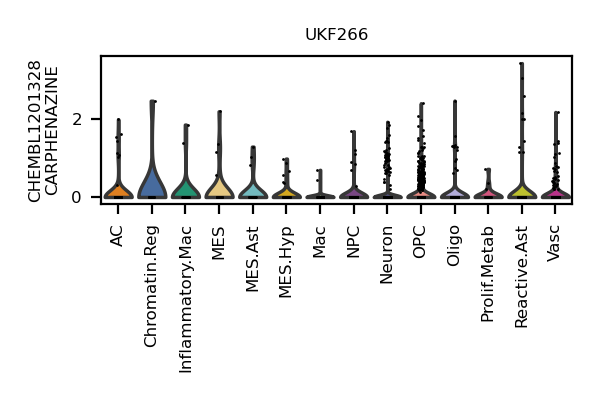 UKF266
CHEMBL1201328
CARPHENAZINE
2
0
AC
Chromatin.Reg
Inflammatory.Mac
MES
MES.Ast
MES.Hyp
Mac
NPC
Neuron
OPC
Oligo
Prolif.Metab
Reactive.Ast
Vasc